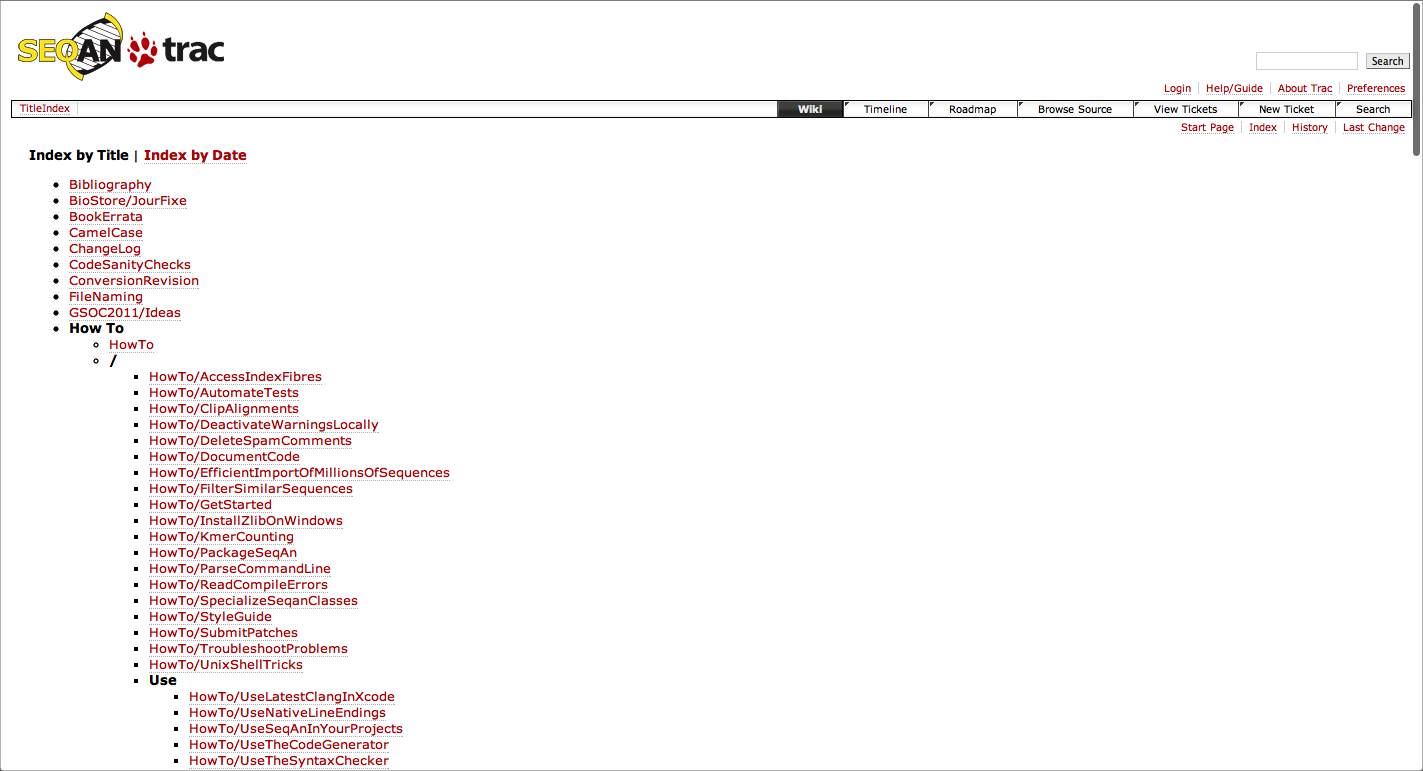 SEQAN trac
Search
Login Help/Guide About Trac Preferences
TitleIndex Wiki Timeline Roadmap Browse Source View Tickets New Ticket Search
Start Page Index History Last Change
Index by Title | Index by Date
Bibliography
BioStore/JourFixe
BookErrata
CamelCase
ChangeLog
CodeSanityChecks
ConversionRevision
FileNaming
GSOC2011/Ideas
How To
HowTo
/
HowTo/AccessIndexFibres
HowTo/AutomateTests
HowTo/ClipAlignments
HowTo/DeactivateWarningsLocally
HowTo/DeleteSpamComments
HowTo/DocumentCode
HowTo/EfficientImportOfMillionsOfSequences
HowTo/FilterSimilarSequences
HowTo/GetStarted
HowTo/InstallZlibOnWindows
HowTo/KmerCounting
HowTo/PackageSeqAn
HowTo/ParseCommandLine
HowTo/ReadCompileErrors
HowTo/SpecializeSeqanClasses
HowTo/StyleGuide
HowTo/SubmitPatches
HowTo/TroubleshootProblems
HowTo/UnixShellTricks
Use
HowTo/UseLatestClangInXcode
HowTo/UseNativeLineEndings
HowTo/UseSeqAnInYourProjects
HowTo/UseTheCodeGenerator
HowTo/UseTheSyntaxChecker